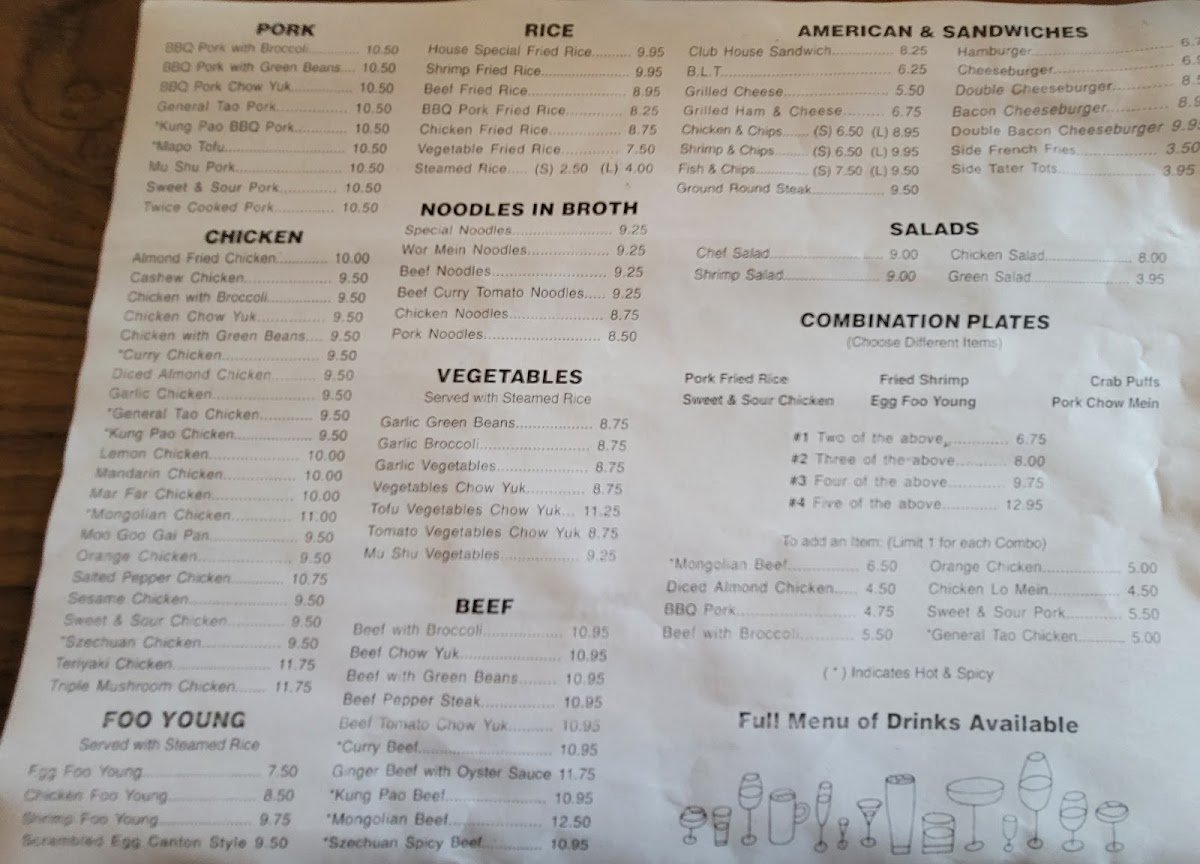 PORK
BBQ Pork with Broccoli............ 10.50
BBQ Pork with Green Beans.... 10.50
BBQ Pork Chow Yuk................. 10.50
General Tao Pork..................... 10.50
*Kung Pao BBQ Pork............... 10.50
*Mapo Tofu............................. 10.50
Mu Shu Pork........................... 10.50
Sweet & Sour Pork................. 10.50
Twice Cooked Pork................. 10.50
CHICKEN
Almond Fried Chicken............. 10.00
Cashew Chicken...................... 9.50
Chicken with Broccoli.............. 9.50
Chicken Chow Yuk................... 9.50
Chicken with Green Beans.... 9.50
*Curry Chicken........................ 9.50
Diced Almond Chicken........... 9.50
Garlic Chicken......................... 9.50
*General Tao Chicken.............. 9.50
*Kung Pao Chicken................. 9.50
Lemon Chicken...................... 10.00
Mandarin Chicken.................. 10.00
Mar Far Chicken.................... 10.00
*Mongolian Chicken............... 11.00
Moo Goo Gai Pan................... 9.50
Orange Chicken...................... 9.50
Salted Pepper Chicken........... 10.75
Sesame Chicken..................... 9.50
Sweet & Sour Chicken............ 9.50
*Szechuan Chicken................. 9.50
Teriyaki Chicken..................... 11.75
Triple Mushroom Chicken....... 11.75
FOO YOUNG
Served with Steamed Rice
Egg Foo Young........................ 7.50
Chicken Foo Young................. 8.50
Shrimp Foo Young.................. 9.75
Scrambled Egg Canton Style 9.50
RICE
House Special Fried Rice......... 9.95
Shrimp Fried Rice.................... 9.95
Beef Fried Rice........................ 8.95
BBQ Pork Fried Rice................ 8.25
Chicken Fried Rice................... 8.75
Vegetable Fried Rice............... 7.50
Steamed Rice..... (S) 2.50 (L) 4.00
NOODLES IN BROTH
Special Noodles....................... 9.25
Wor Mein Noodles................... 9.25
Beef Noodles........................... 9.25
Beef Curry Tomato Noodles..... 9.25
Chicken Noodles...................... 8.75
Pork Noodles........................... 8.50
VEGETABLES
Served with Steamed Rice
Garlic Green Beans.................. 8.75
Garlic Broccoli......................... 8.75
Garlic Vegetables..................... 8.75
Vegetables Chow Yuk.............. 8.75
Tofu Vegetables Chow Yuk... 11.25
Tomato Vegetables Chow Yuk 8.75
Mu Shu Vegetables................. 9.25
BEEF
Beef with Broccoli.................... 10.95
Beef Chow Yuk........................ 10.95
Beef with Green Beans........... 10.95
Beef Pepper Steak.................. 10.95
Beef Tomato Chow Yuk........... 10.95
*Curry Beef.............................. 10.95
Ginger Beef with Oyster Sauce 11.75
*Kung Pao Beef........................ 10.95
*Mongolian Beef...................... 12.50
*Szechuan Spicy Beef.............. 10.95
AMERICAN & SANDWICHES
Club House Sandwich.............. 8.25
B.L.T....................................... 6.25
Grilled Cheese......................... 5.50
Grilled Ham & Cheese............. 6.75
Chicken & Chips...... (S) 6.50 (L) 8.95
Shrimp & Chips........ (S) 6.50 (L) 9.95
Fish & Chips............ (S) 7.50 (L) 9.50
Ground Round Steak............... 9.50
Hamburger
Cheeseburger
Double Cheeseburger
Bacon Cheeseburger
Double Bacon Cheeseburger
Side French Fries.................... 3.50
Side Tater Tots........................ 3.95
SALADS
Chef Salad............................... 9.00
Shrimp Salad........................... 9.00
Chicken Salad.......................... 8.00
Green Salad............................. 3.95
COMBINATION PLATES
(Choose Different Items)
Pork Fried Rice Fried Shrimp Crab Puffs
Sweet & Sour Chicken Egg Foo Young Pork Chow Mein
#1 Two of the above.............. 6.75
#2 Three of the above............ 8.00
#3 Four of the above.............. 9.75
#4 Five of the above.............. 12.95
To add an Item: (Limit 1 for each Combo)
*Mongolian Beef................ 6.50
Diced Almond Chicken..... 4.50
BBQ Pork.......................... 4.75
Beef with Broccoli............ 5.50
Orange Chicken................. 5.00
Chicken Lo Mein................ 4.50
Sweet & Sour Pork............ 5.50
*General Tao Chicken.......... 5.00
( * ) Indicates Hot & Spicy
Full Menu of Drinks Available